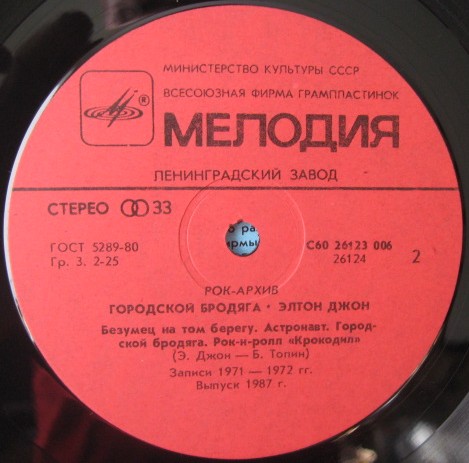 МИНИСТЕРСТВО КУЛЬТУРЫ СССР
ВСЕСОЮЗНАЯ ФИРМА ГРАМПЛАСТИНОК
® МЕЛОДИЯ
ЛЕНИНГРАДСКИЙ ЗАВОД
СТЕРЕО 33
ГОСТ 5289-80
Гр. 3. 2-25
ра
рмы
С60 26123 006
26124
2
РОК-АРХИВ
ГОРОДСКОЙ БРОДЯГА • ЭЛТОН ДЖОН
Безумец на том берегу. Астронавт. Город-
ской бродяга. Рок-н-ролл «Крокодил»
(Э. Джон — Б. Топин)
Записи 1971 — 1972 гг.
Выпуск 1987 г.